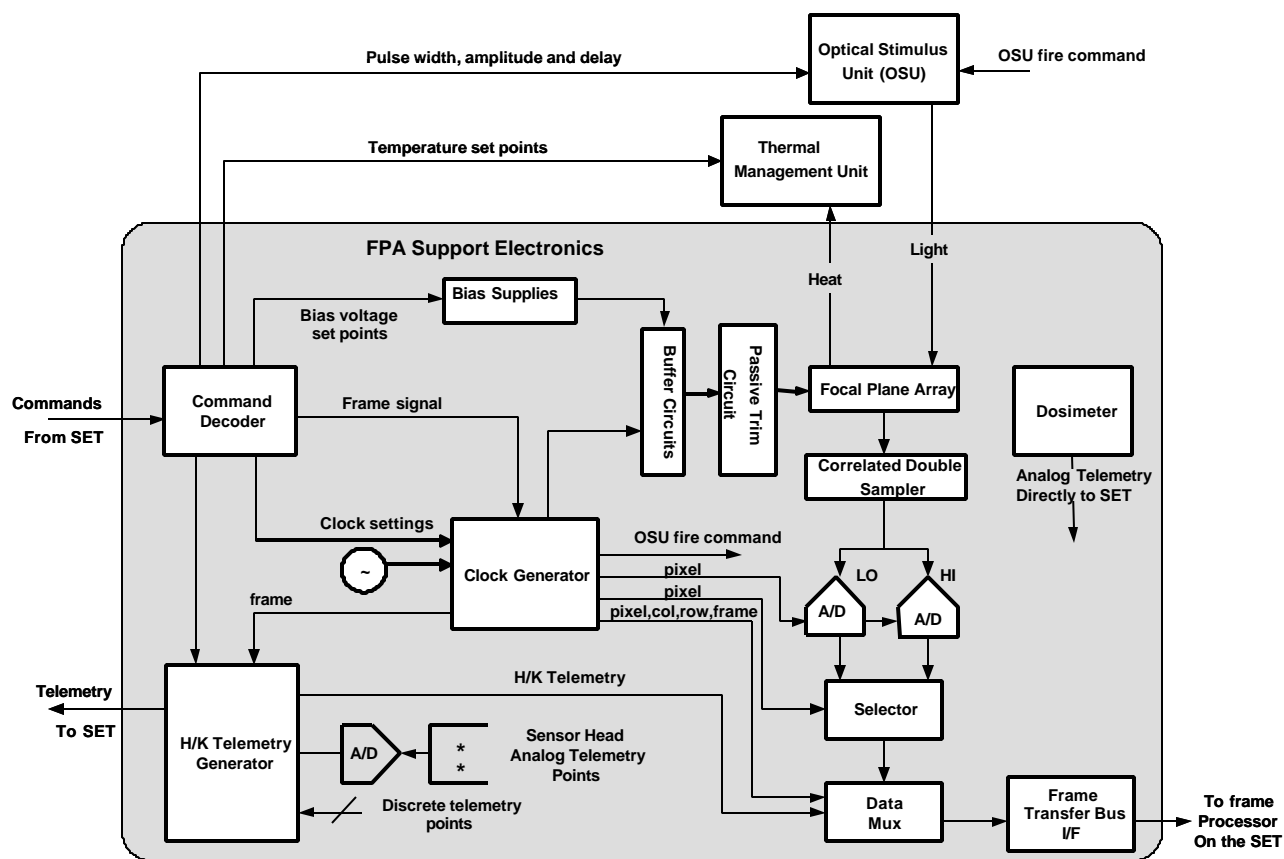 Optical Stimulus
Unit (OSU)
OSU fire command
Pulse width, amplitude and delay
Temperature set points
Thermal
Management Unit
FPA Support Electronics
Light
Heat
Bias Supplies
Bias voltage
set points
Buffer Circuits
Passive Trim
Circuit
Focal Plane Array
Dosimeter
Commands
From SET
Command
Decoder
Frame signal
Correlated Double
Sampler
Analog Telemetry
Directly to SET
Clock settings
~
Clock Generator
OSU fire command
pixel
pixel
pixel,col,row,frame
LO
HI
A/D
A/D
frame
Telemetry
To SET
H/K Telemetry
Generator
H/K Telemetry
Selector
A/D
*
*
Sensor Head
Analog Telemetry
Points
Discrete telemetry
points
Data
Mux
Frame
Transfer Bus
I/F
To frame
Processor
On the SET